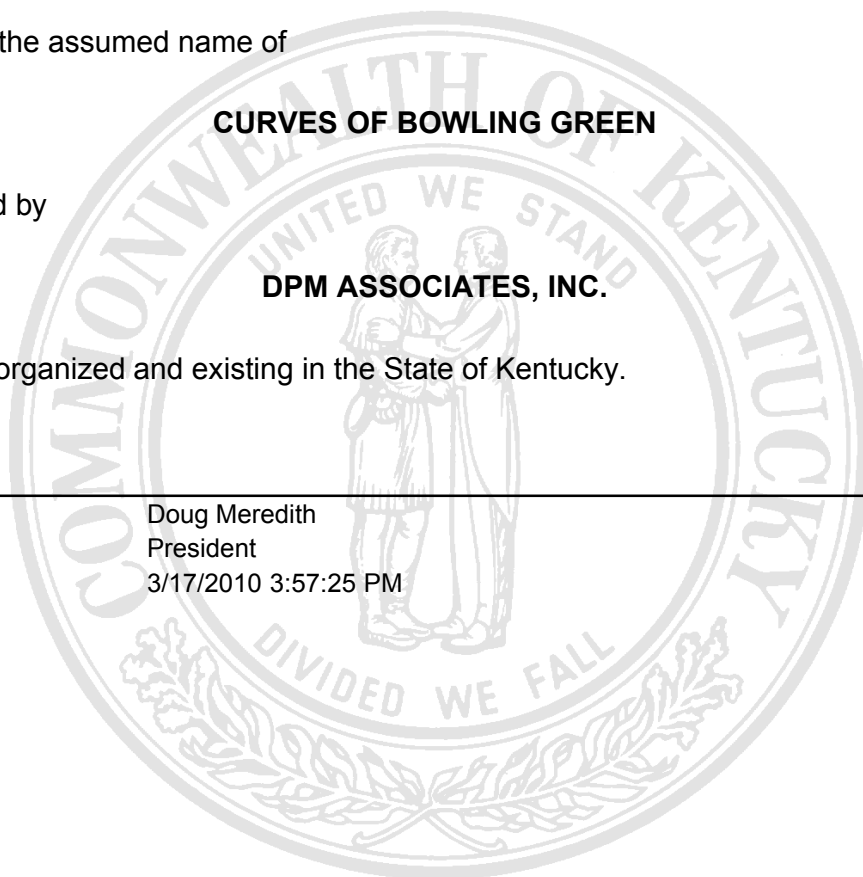 the assumed name of
CURVES OF BOWLING GREEN
d by
DPM ASSOCIATES, INC.
organized and existing in the State of Kentucky.
Doug Meredith
President
3/17/2010 3:57:25 PM
COMMONWEALTH OF KENTUCKY
UNITED WE STAND
DIVIDED WE FALL